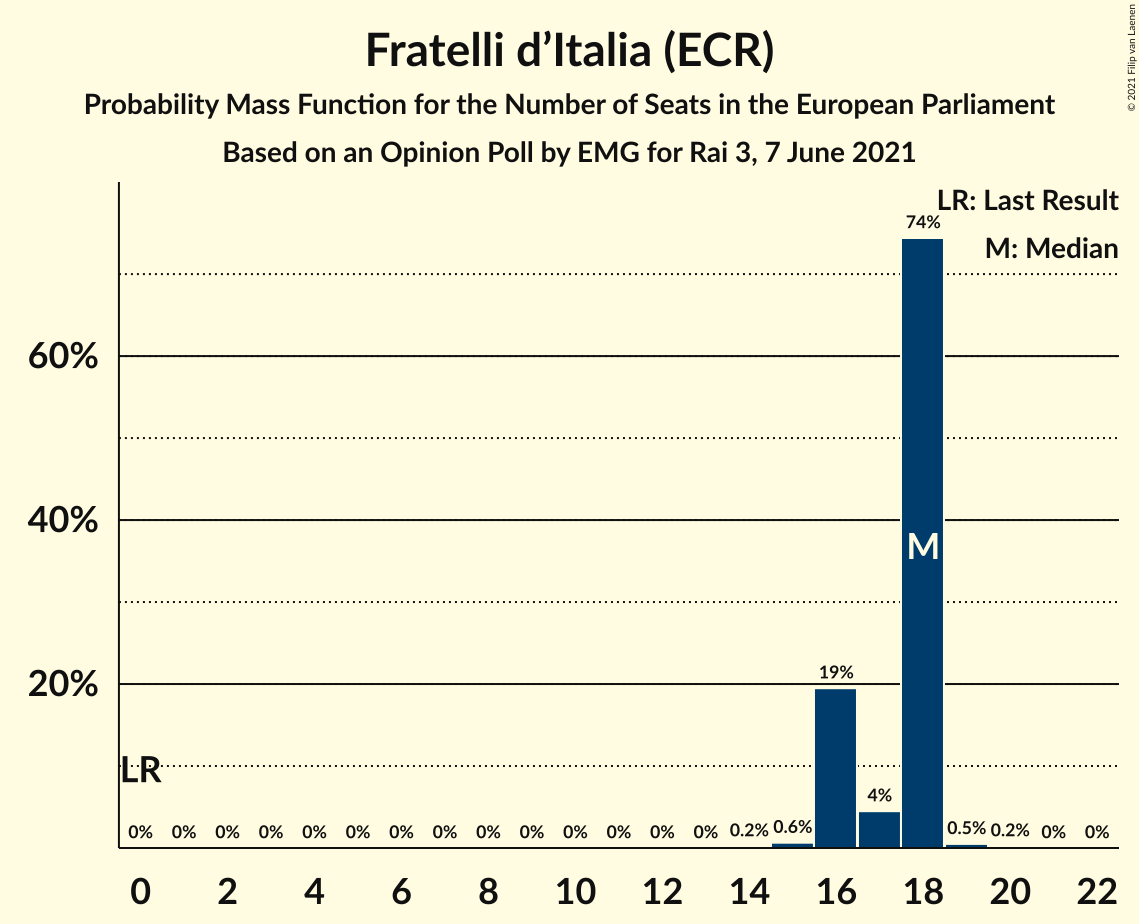 Fratelli d’Italia (ECR)
Probability Mass Function for the Number of Seats in the European Parliament
Based on an Opinion Poll by EMG for Rai 3, 7 June 2021
© 2021 Filip van Laenen
LR: Last Result
M: Median
74%
60%
40%
M
20%
19%
LR
4%
0% 0% 0% 0% 0% 0% 0% 0% 0% 0% 0% 0% 0% 0% 0.2% 0.6% 0.5% 0.2% 0% 0%
0 2 4 6 8 10 12 14 16 18 20 22